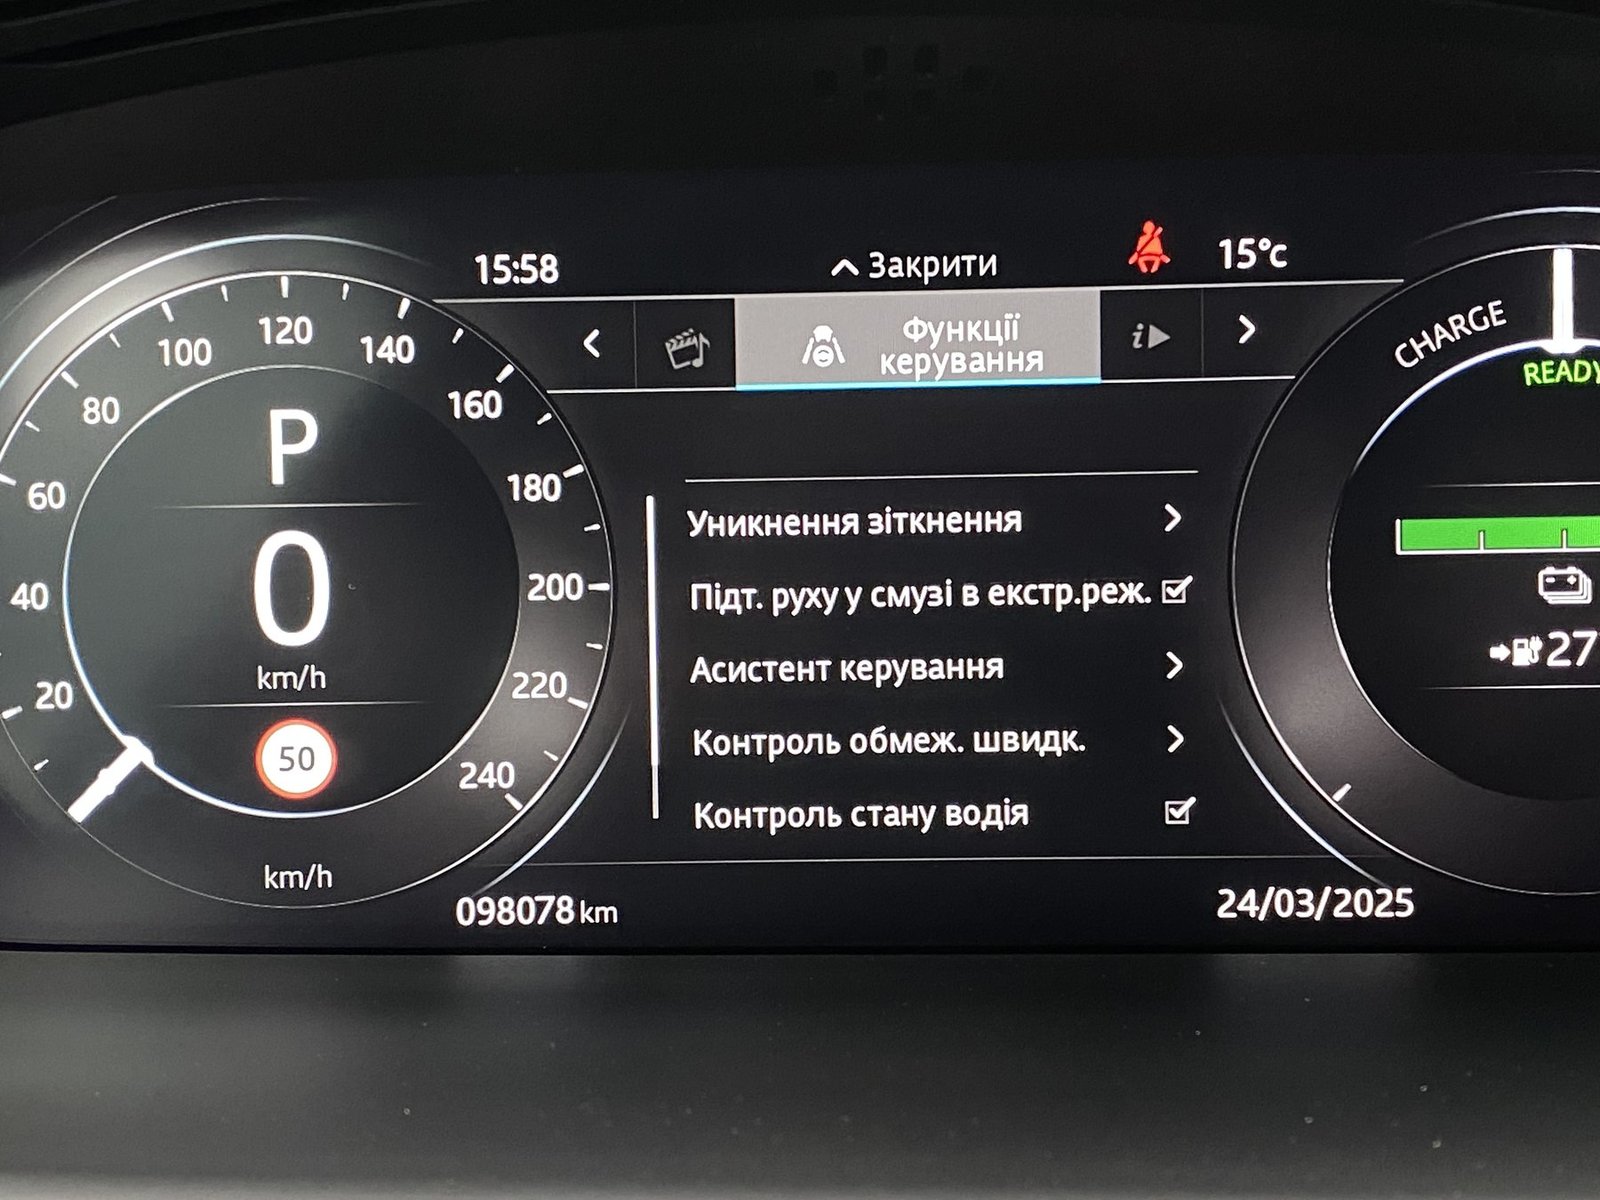 15:58
Закрити
15°c
Функції
керування
i
CHARGE
READY
20
40
60
80
100
120
140
160
180
200
220
240
P
0
km/h
50
km/h
Уникнення зіткнення
Підт. руху у смузі в екстр.реж.
Асистент керування
Контроль обмеж. швидк.
Контроль стану водія
27
098078 km
24/03/2025